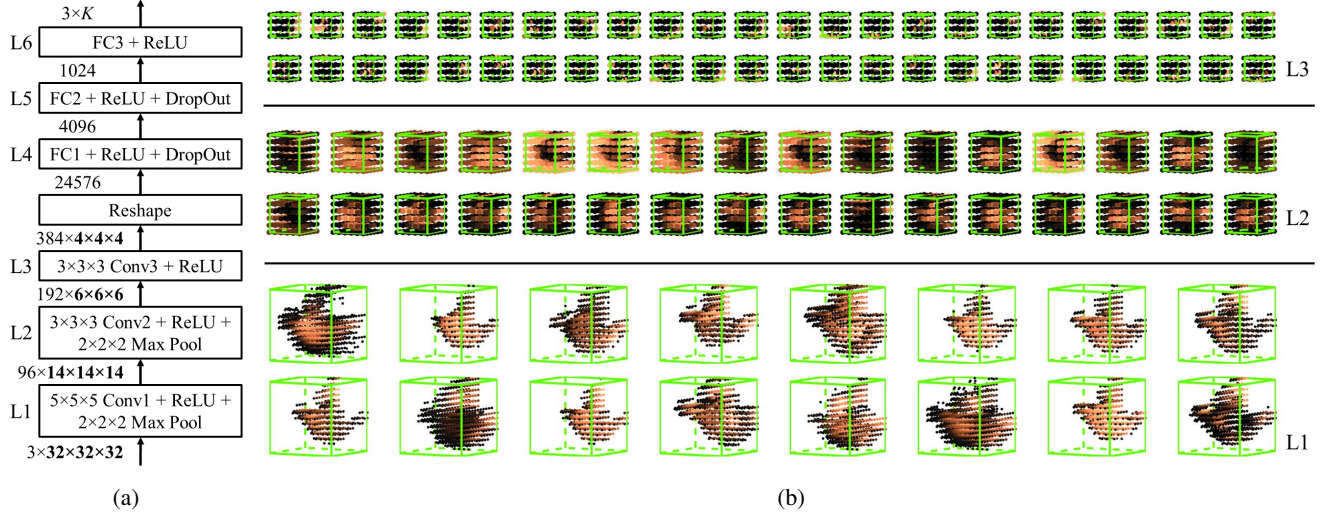 3×K
L6
FC3 + ReLU
1024
L5
FC2 + ReLU + DropOut
4096
L4
FC1 + ReLU + DropOut
24576
Reshape
384×4×4×4
L3
3×3×3 Conv3 + ReLU
192×6×6×6
L2
3×3×3 Conv2 + ReLU +
2×2×2 Max Pool
96×14×14×14
L1
5×5×5 Conv1 + ReLU +
2×2×2 Max Pool
3×32×32×32
(a)
L3
L2
L1
(b)